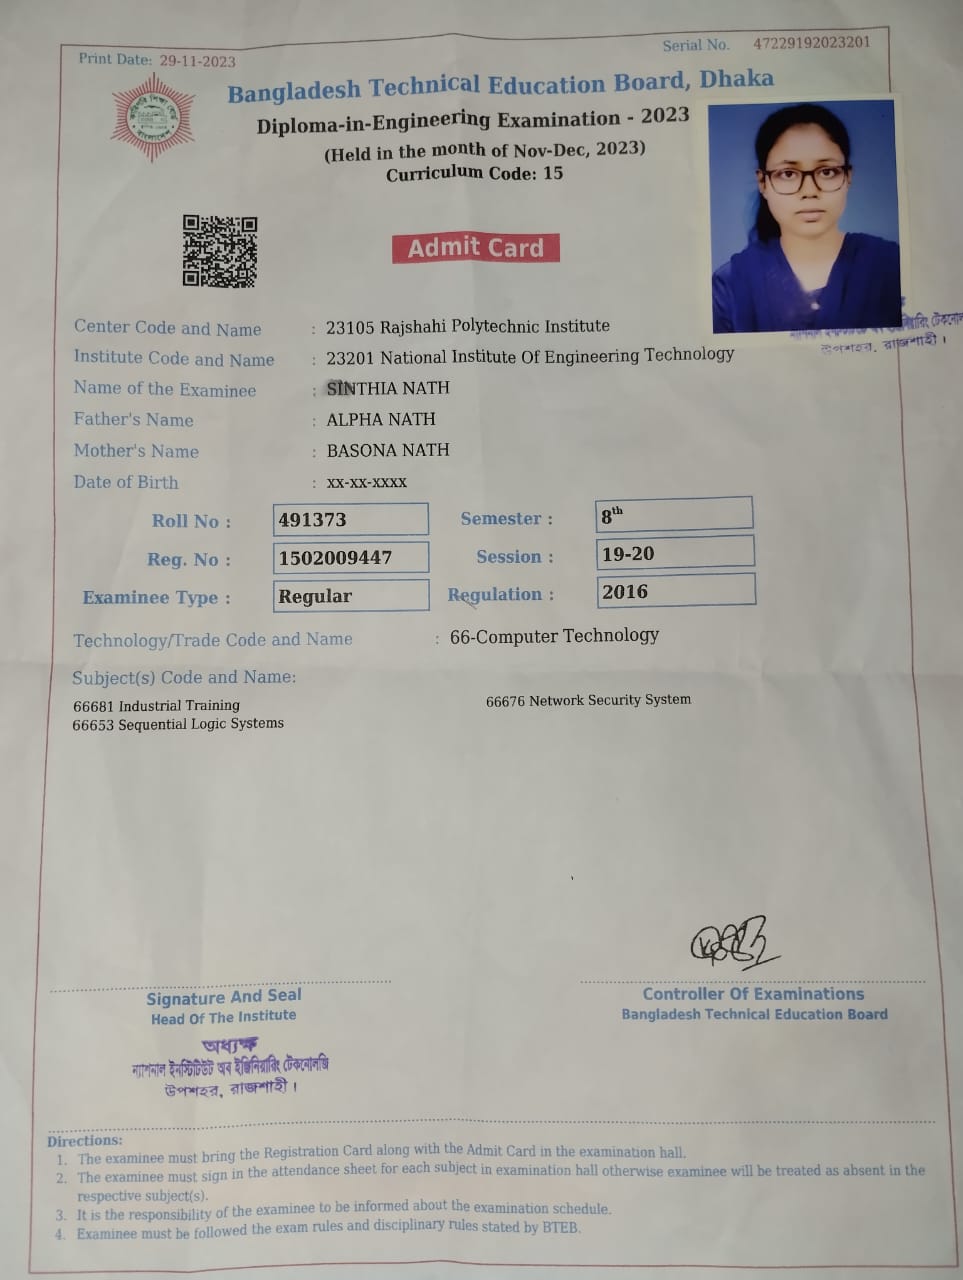 Print Date: 29-11-2023
Serial No. 47229192023201
Bangladesh Technical Education Board, Dhaka
Diploma-in-Engineering Examination - 2023
(Held in the month of Nov-Dec, 2023)
Curriculum Code: 15
Admit Card
Center Code and Name : 23105 Rajshahi Polytechnic Institute
Institute Code and Name : 23201 National Institute Of Engineering Technology
ইঞ্জিনিয়ারিং টেকনোলজি
উপশহর, রাজশাহী।
Name of the Examinee : SINTHIA NATH
Father's Name : ALPHA NATH
Mother's Name : BASONA NATH
Date of Birth : xx-xx-xxxx
Roll No : 491373 Semester : 8th
Reg. No : 1502009447 Session : 19-20
Examinee Type : Regular Regulation : 2016
Technology/Trade Code and Name : 66-Computer Technology
Subject(s) Code and Name:
66681 Industrial Training 66676 Network Security System
66653 Sequential Logic Systems
Signature And Seal
Head Of The Institute
Controller Of Examinations
Bangladesh Technical Education Board
অধ্যক্ষ
ন্যাশনাল ইনস্টিটিউট অব ইঞ্জিনিয়ারিং টেকনোলজি
উপশহর, রাজশাহী।
Directions:
1. The examinee must bring the Registration Card along with the Admit Card in the examination hall.
2. The examinee must sign in the attendance sheet for each subject in examination hall otherwise examinee will be treated as absent in the
respective subject(s).
3. It is the responsibility of the examinee to be informed about the examination schedule.
4. Examinee must be followed the exam rules and disciplinary rules stated by BTEB.